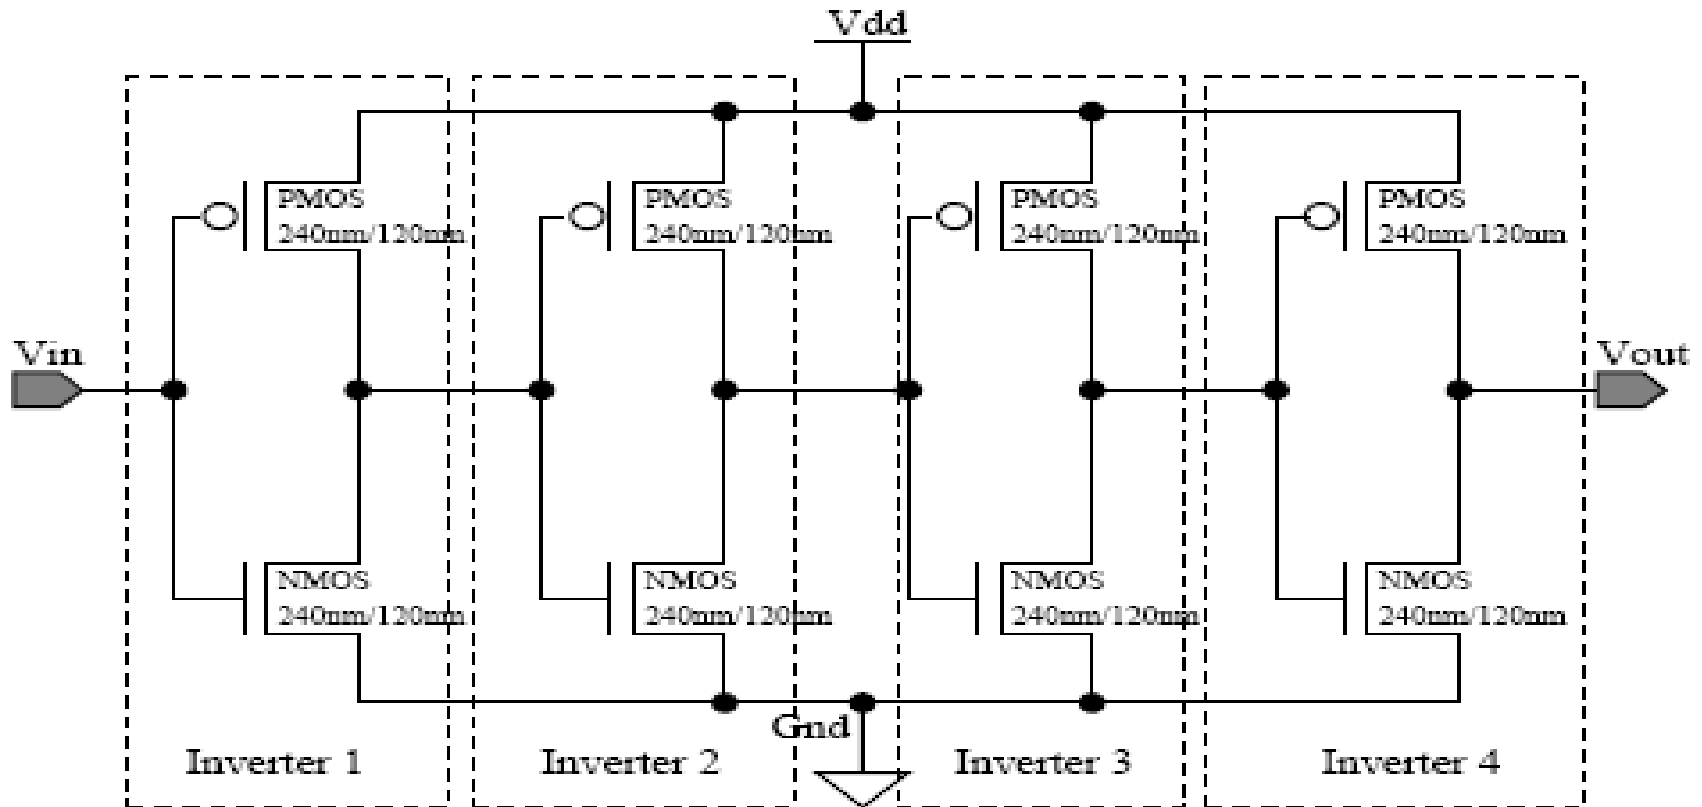 Vdd
PMOS
240nm/120nm
PMOS
240nm/120nm
PMOS
240nm/120nm
PMOS
240nm/120nm
Vin
Vout
NMOS
240nm/120nm
NMOS
240nm/120nm
NMOS
240nm/120nm
NMOS
240nm/120nm
Gnd
Inverter 1
Inverter 2
Inverter 3
Inverter 4